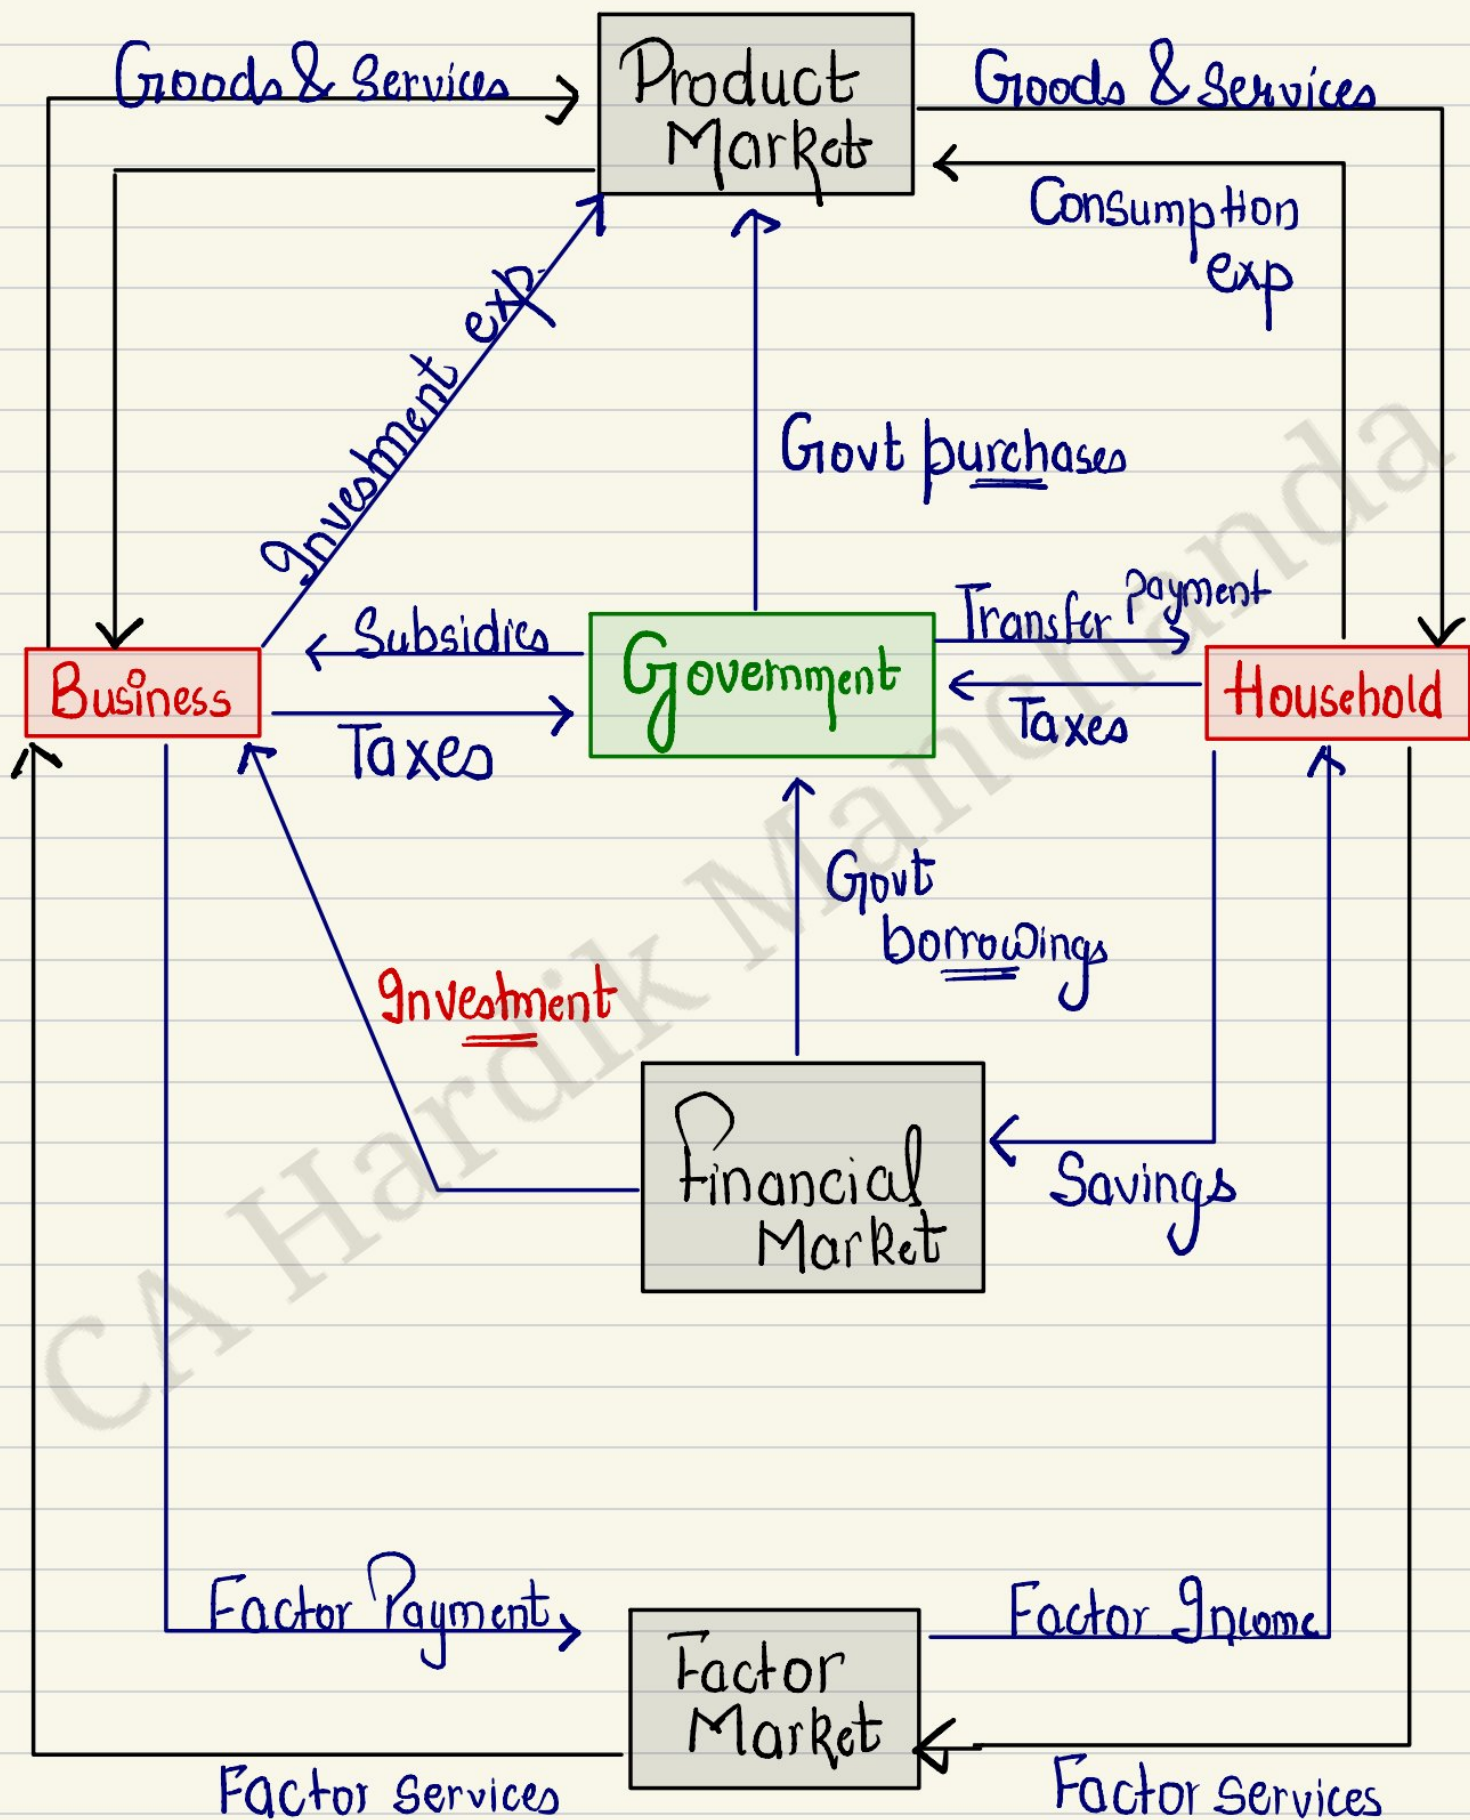 Goods & Services
Product
Market
Goods & Services
Consumption
exp
Investment exp.
Govt purchases
Subsidies
Government
Transfer Payment
Business
Household
Taxes
Taxes
Govt
borrowings
Investment
Financial
Market
Savings
Factor Payment
Factor Income
Factor
Market
Factor Services
Factor Services
CA Hardik Manchanda